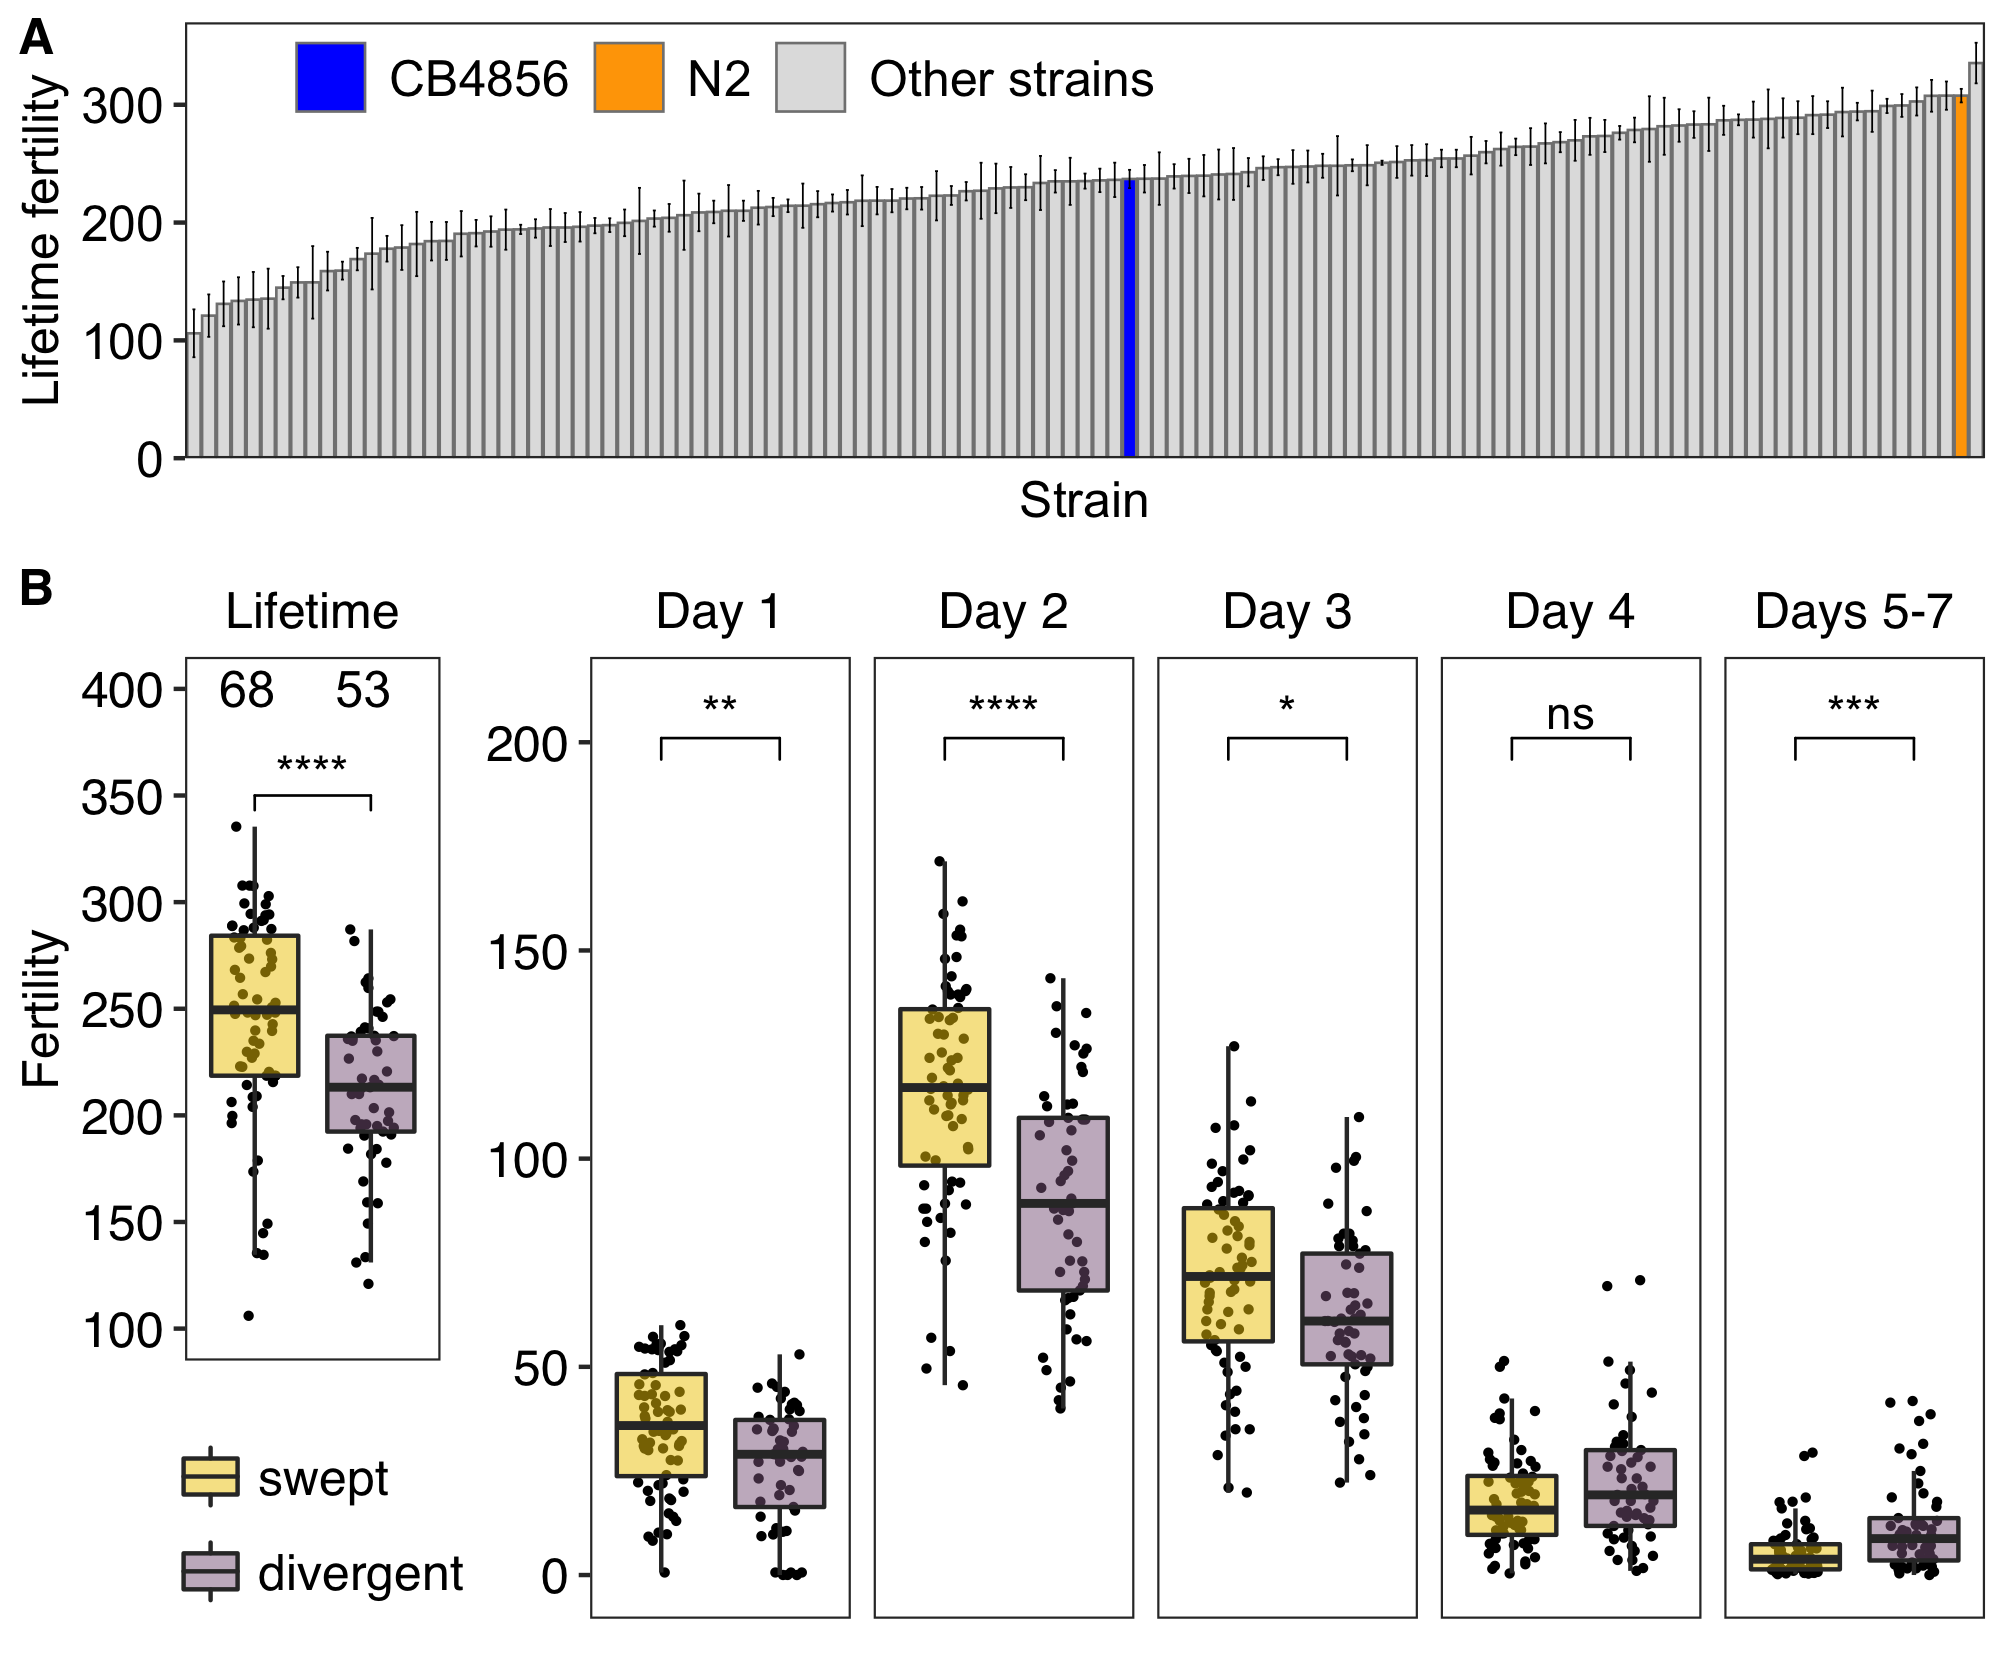 A
CB4856 N2 Other strains
Lifetime fertility
300
200
100
0
Strain
B
Lifetime Day 1 Day 2 Day 3 Day 4 Days 5-7
Fertility
400
350
300
250
200
150
100
68 53
****
200
150
100
50
0
** **** * ns ***
swept
divergent